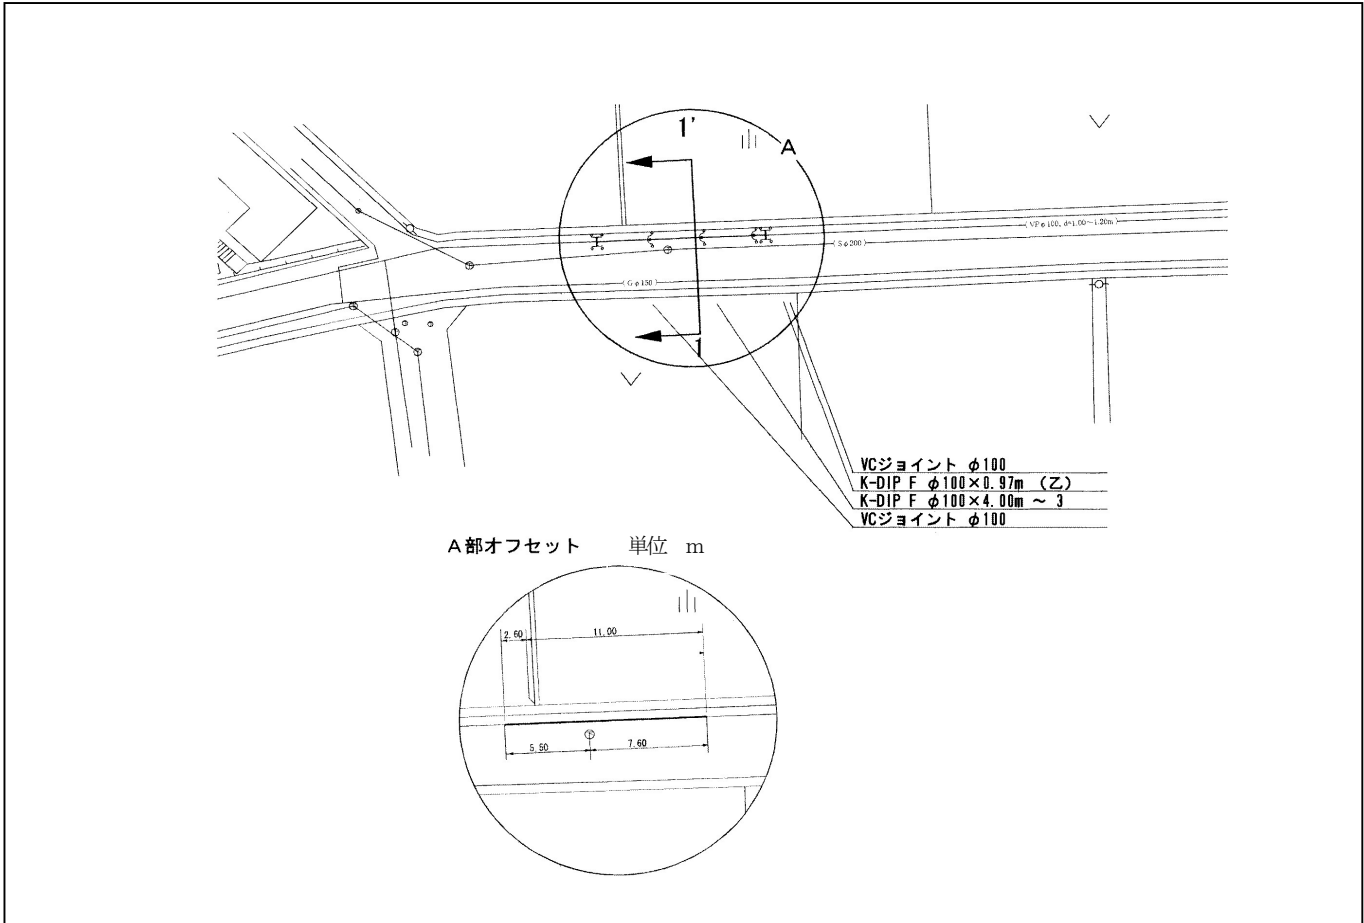 1'
A
(VPφ100, d=1.00~1.20m)
(Sφ200)
(Gφ150)
1
VCジョイント φ100
K-DIP F φ100×0.97m (乙)
K-DIP F φ100×4.00m ~ 3
VCジョイント φ100
A部オフセット 単位 m
2.60
11.00
5.50
7.60